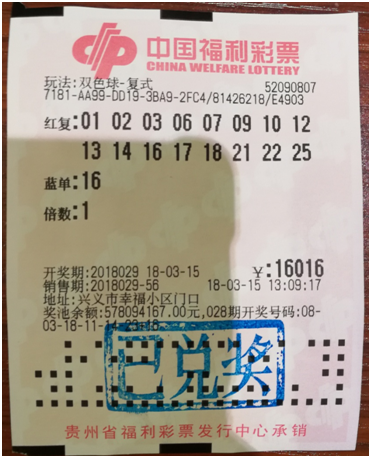 中国福利彩票
CHINA WELFARE LOTTERY
玩法:双色球-复式 52090807
7181-AA99-DD19-3BA9-2FC4/81426218/E4903
红复:01 02 03 06 07 09 10 12
13 14 16 17 18 21 22 25
蓝单:16
倍数:1
开奖期:2018029 18-03-15 ¥:16016
销售期:2018029-56 18-03-15 13:09:17
地址:兴义市幸福小区门口
奖池余额:578094167.00元,028期开奖号码:08-
03-18-11-14
已兑奖
贵州省福利彩票发行中心承销